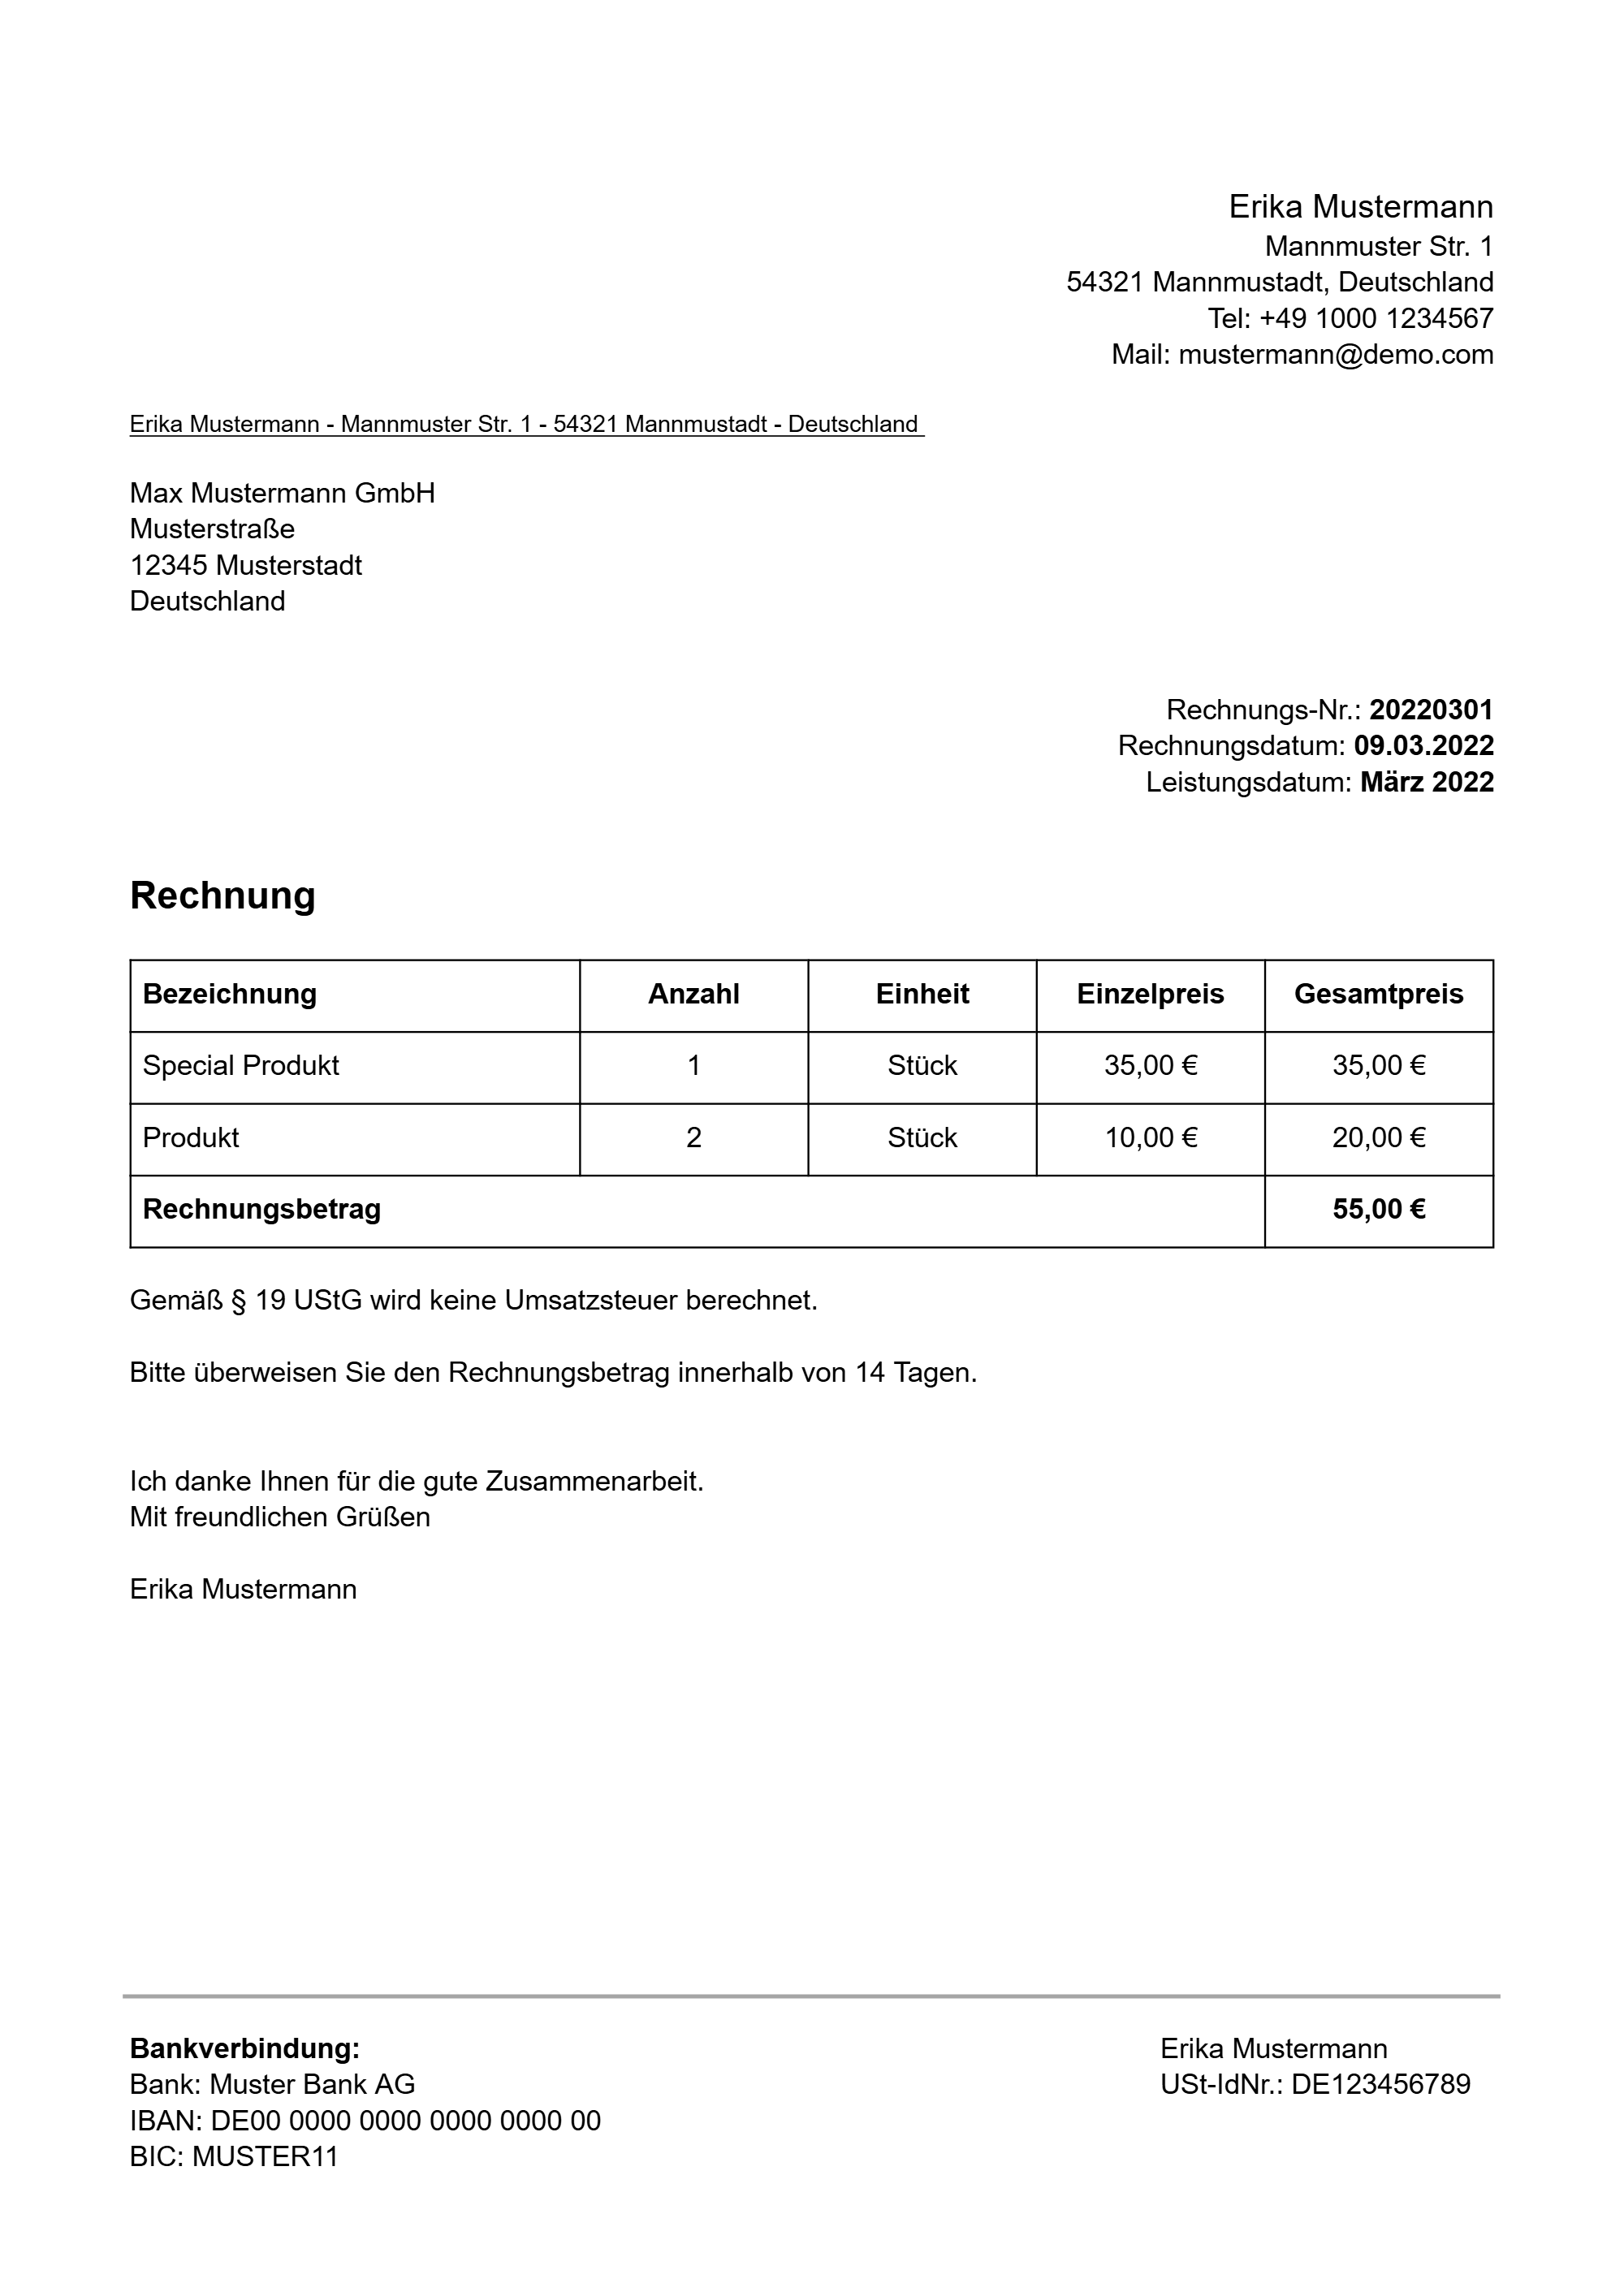 Erika Mustermann
Mannmuster Str. 1
54321 Mannmustadt, Deutschland
Tel: +49 1000 1234567
Mail: mustermann@demo.com
Erika Mustermann - Mannmuster Str. 1 - 54321 Mannmustadt - Deutschland
Max Mustermann GmbH
Musterstraße
12345 Musterstadt
Deutschland
Rechnungs-Nr.: 20220301
Rechnungsdatum: 09.03.2022
Leistungsdatum: März 2022
Rechnung
Bezeichnung Anzahl Einheit Einzelpreis Gesamtpreis
Special Produkt 1 Stück 35,00 € 35,00 €
Produkt 2 Stück 10,00 € 20,00 €
Rechnungsbetrag 55,00 €
Gemäß § 19 UStG wird keine Umsatzsteuer berechnet.
Bitte überweisen Sie den Rechnungsbetrag innerhalb von 14 Tagen.
Ich danke Ihnen für die gute Zusammenarbeit.
Mit freundlichen Grüßen
Erika Mustermann
Bankverbindung:
Bank: Muster Bank AG
IBAN: DE00 0000 0000 0000 0000 00
BIC: MUSTER11
Erika Mustermann
USt-IdNr.: DE123456789